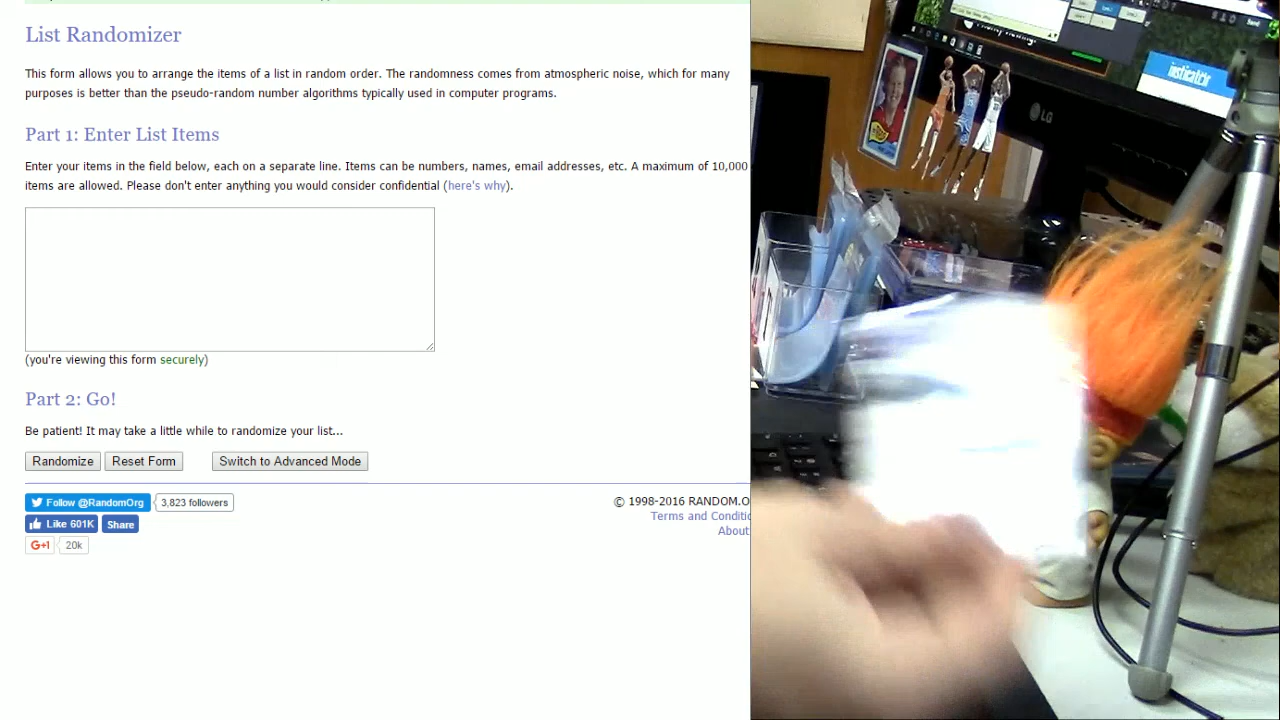 List Randomizer
This form allows you to arrange the items of a list in random order. The randomness comes from atmospheric noise, which for many
purposes is better than the pseudo-random number algorithms typically used in computer programs.
Part 1: Enter List Items
Enter your items in the field below, each on a separate line. Items can be numbers, names, email addresses, etc. A maximum of 10,000
items are allowed. Please don't enter anything you would consider confidential (here's why).
(you're viewing this form securely)
Part 2: Go!
Be patient! It may take a little while to randomize your list...
Randomize Reset Form Switch to Advanced Mode
Follow @RandomOrg 3,823 followers
Like 601K Share
G+1 20k
© 1998-2016 RANDOM.O
Terms and Conditio
About
LG